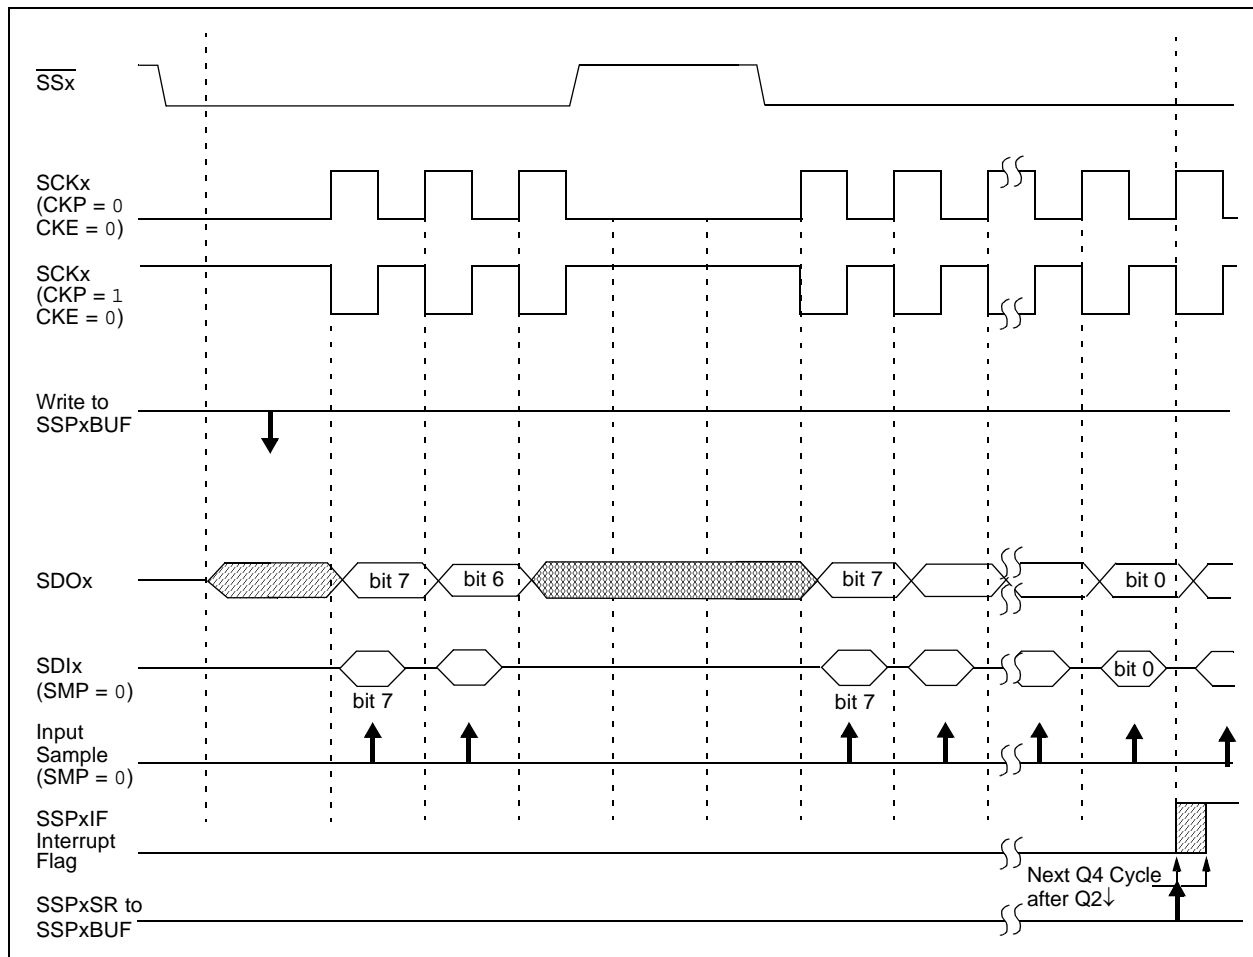 SSx
SCKx
(CKP = 0
CKE = 0)
SCKx
(CKP = 1
CKE = 0)
Write to
SSPxBUF
SDOx
bit 7
bit 6
bit 7
bit 0
SDIx
(SMP = 0)
bit 7
bit 7
bit 0
Input
Sample
(SMP = 0)
SSPxIF
Interrupt
Flag
Next Q4 Cycle
after Q2↓
SSPxSR to
SSPxBUF